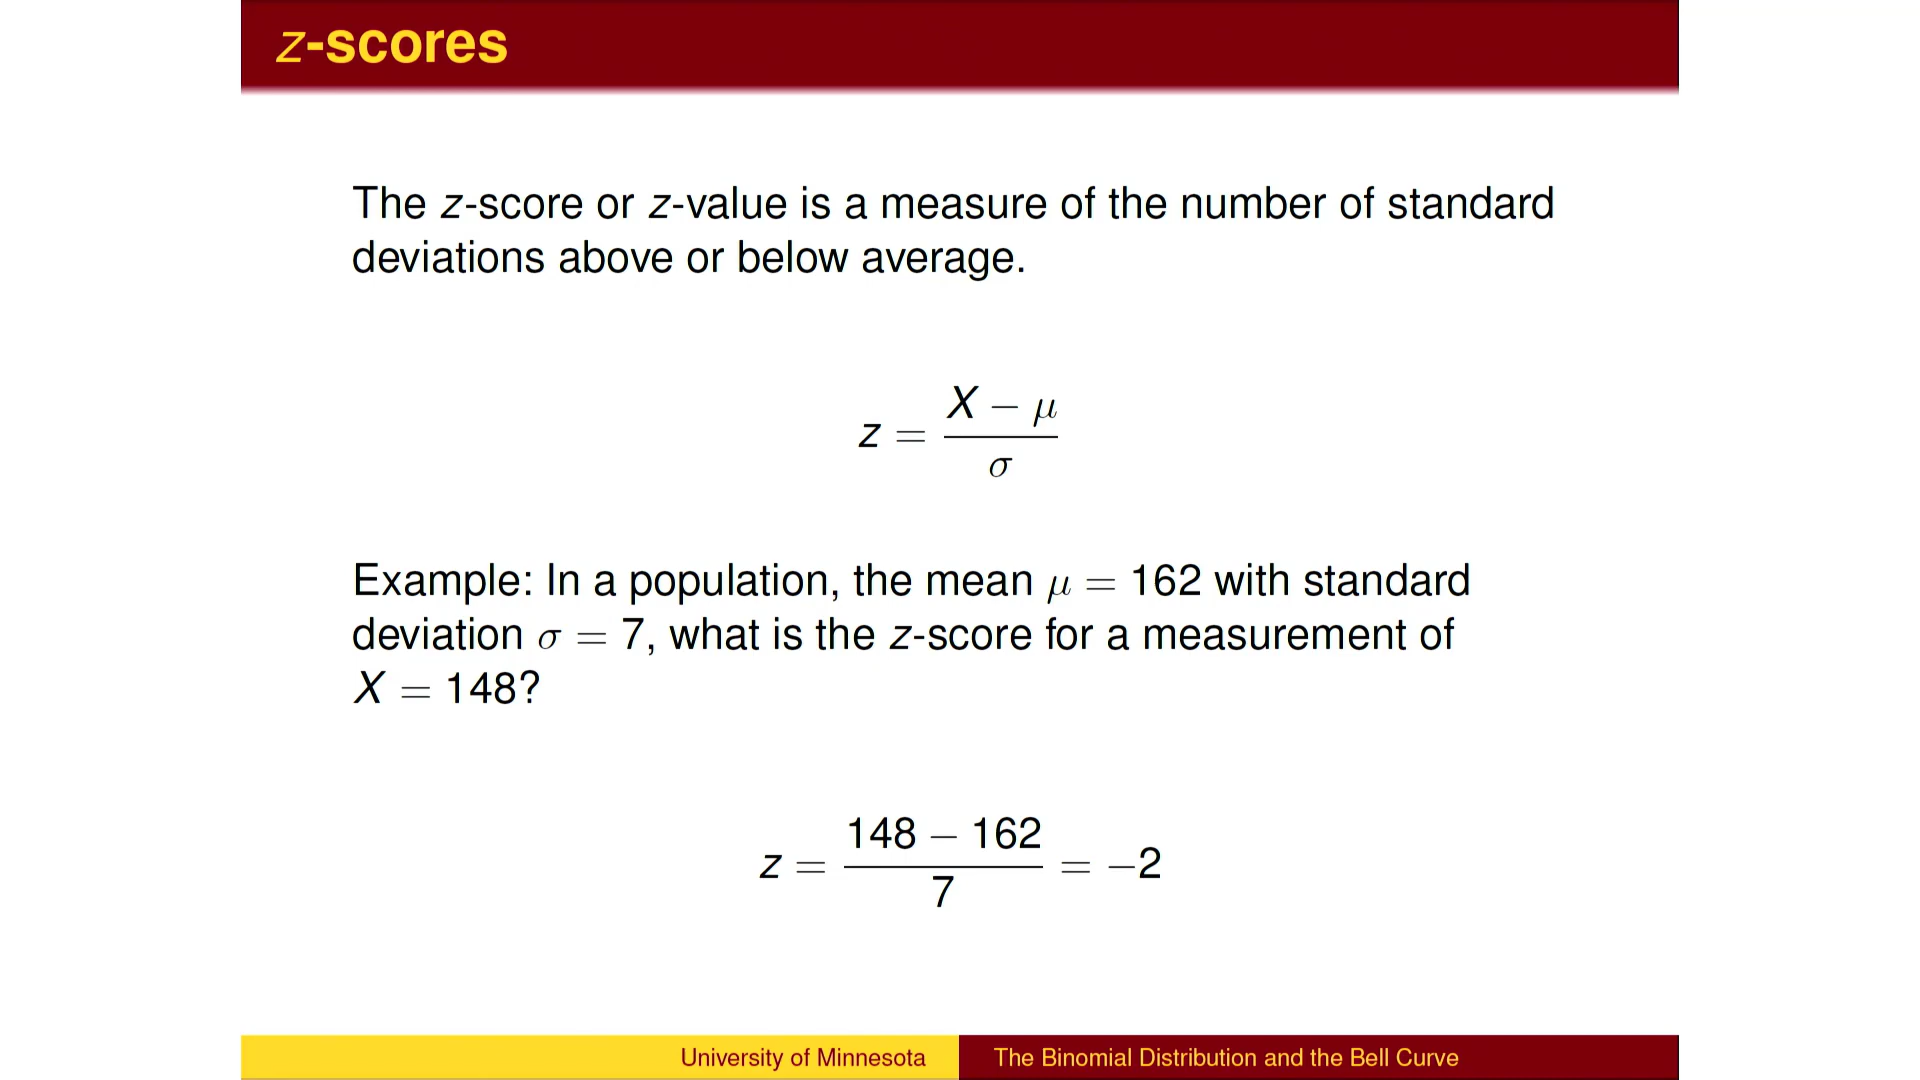 z-scores
The z-score or z-value is a measure of the number of standard
deviations above or below average.
z = \frac{X − μ}{σ}
Example: In a population, the mean μ = 162 with standard
deviation σ = 7, what is the z-score for a measurement of
X = 148?
z = \frac{148 − 162}{7} = −2
University of Minnesota
The Binomial Distribution and the Bell Curve